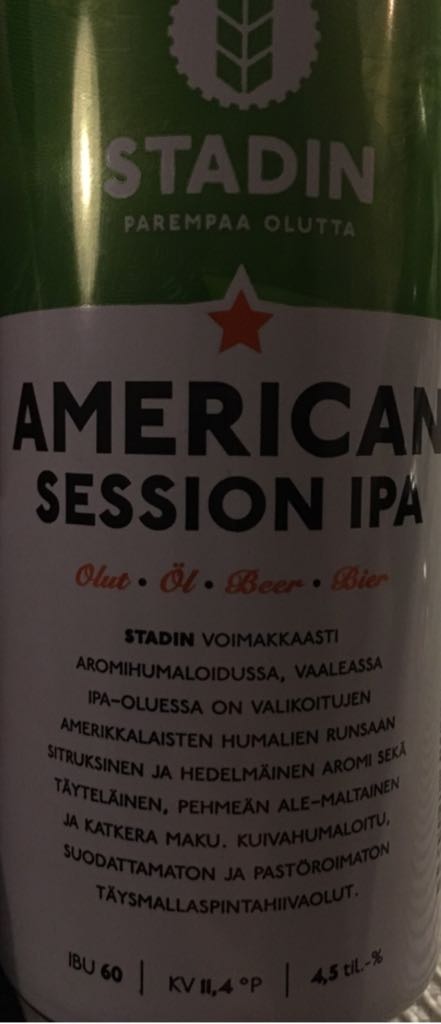 STADIN
PAREMPAA OLUTTA
AMERICAN
SESSION IPA
Olut • Öl • Beer • Bier
STADIN VOIMAKKAASTI
AROMIHUMALOIDUSSA, VAALEASSA
IPA-OLUESSA ON VALIKOITUJEN
AMERIKKALAISTEN HUMALIEN RUNSAAN
SITRUKSINEN JA HEDELMÄINEN AROMI SEKÄ
TÄYTELÄINEN, PEHMEÄN ALE-MALTAINEN
JA KATKERA MAKU. KUIVAHUMALOITU,
SUODATTAMATON JA PASTÖROIMATON
TÄYSMALLASPINTAHIIVAOLUT.
IBU 60 | KV 11,4 °P | 4,5 til.-%